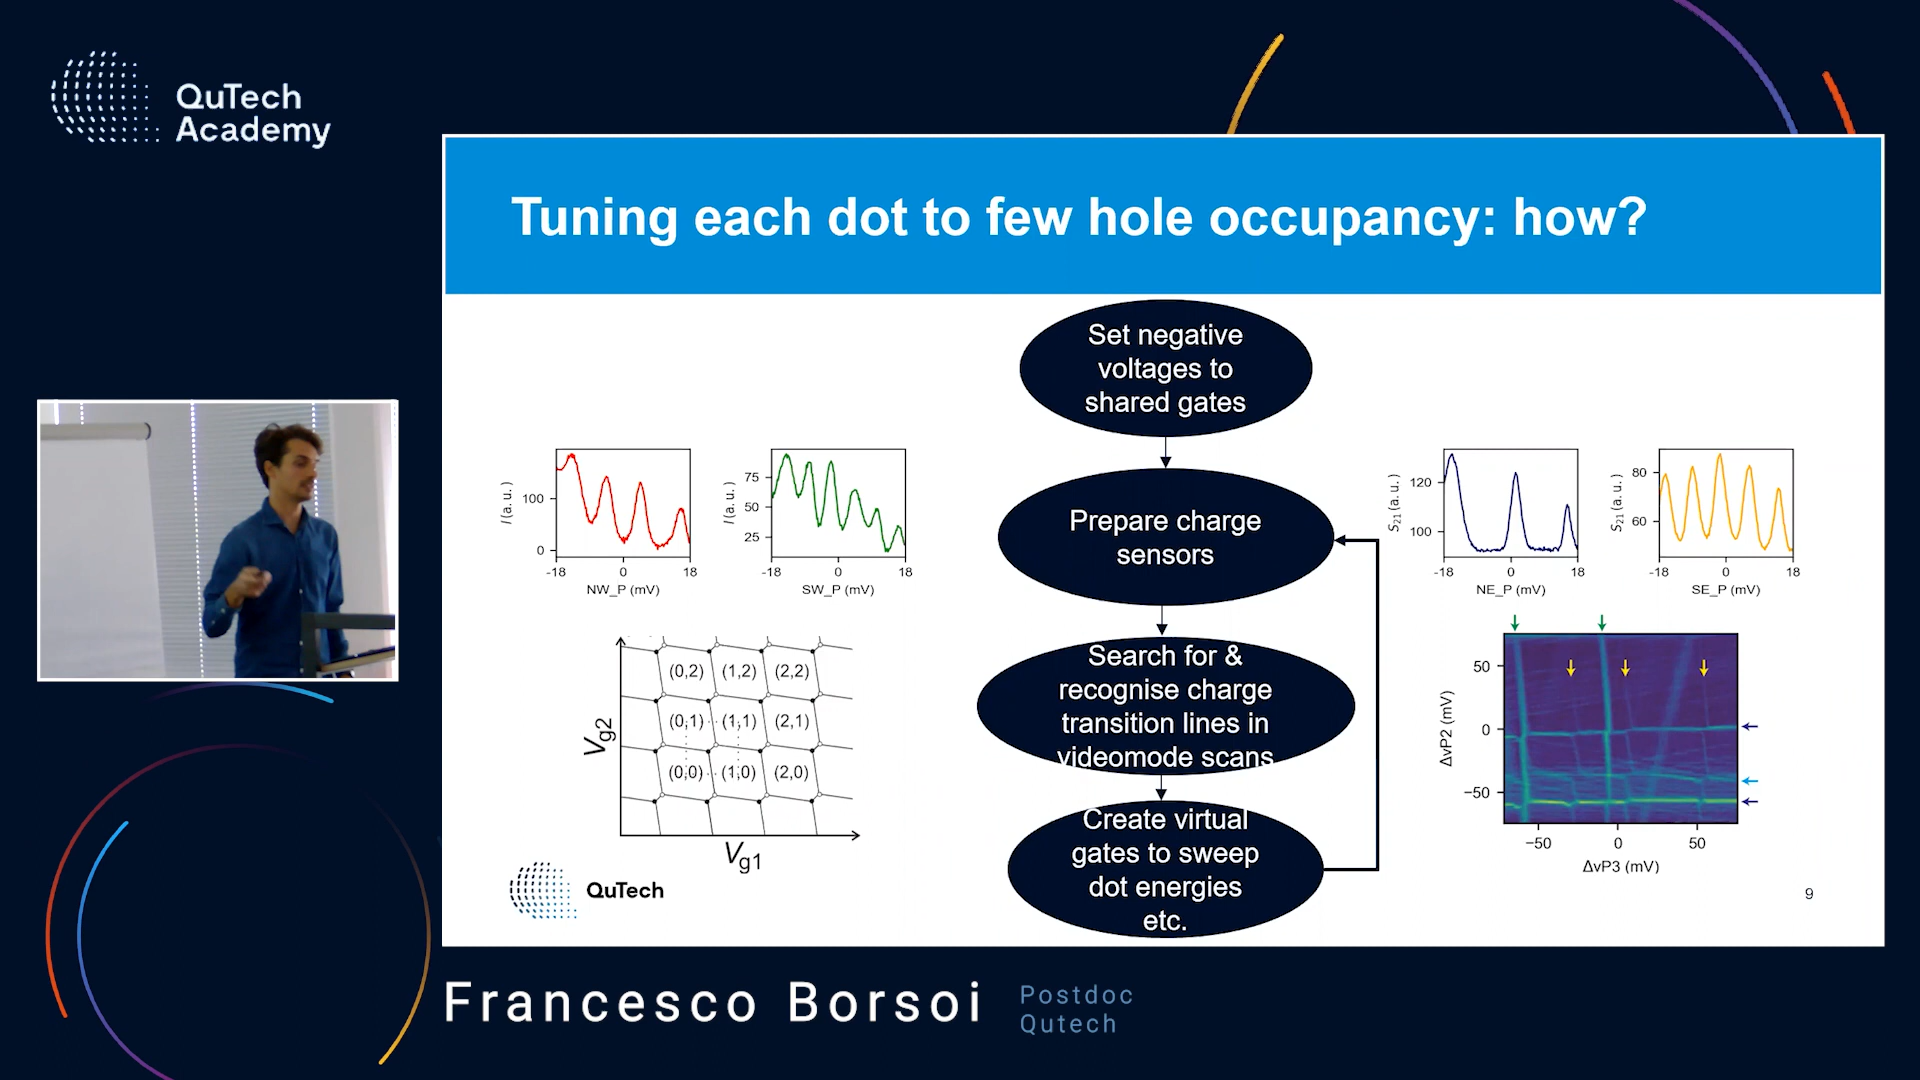 QuTech
Academy
Tuning each dot to few hole occupancy: how?
Set negative
voltages to
shared gates
Prepare charge
sensors
Search for &
recognise charge
transition lines in
videomode scans
Create virtual
gates to sweep
dot energies
etc.
I (a. u. )
100
0
-18
0
18
NW_P (mV)
I (a. u. )
75
50
25
-18
0
18
SW_P (mV)
S21 (a. u.)
120
100
-18
0
18
NE_P (mV)
S21 (a. u.)
80
60
-18
0
18
SE_P (mV)
Vg2
(0,2) (1,2) (2,2)
(0,1) (1,1) (2,1)
(0,0) (1,0) (2,0)
Vg1
ΔvP2 (mV)
50
0
−50
−50
0
50
ΔvP3 (mV)
QuTech
9
Francesco Borsoi
Postdoc
Qutech